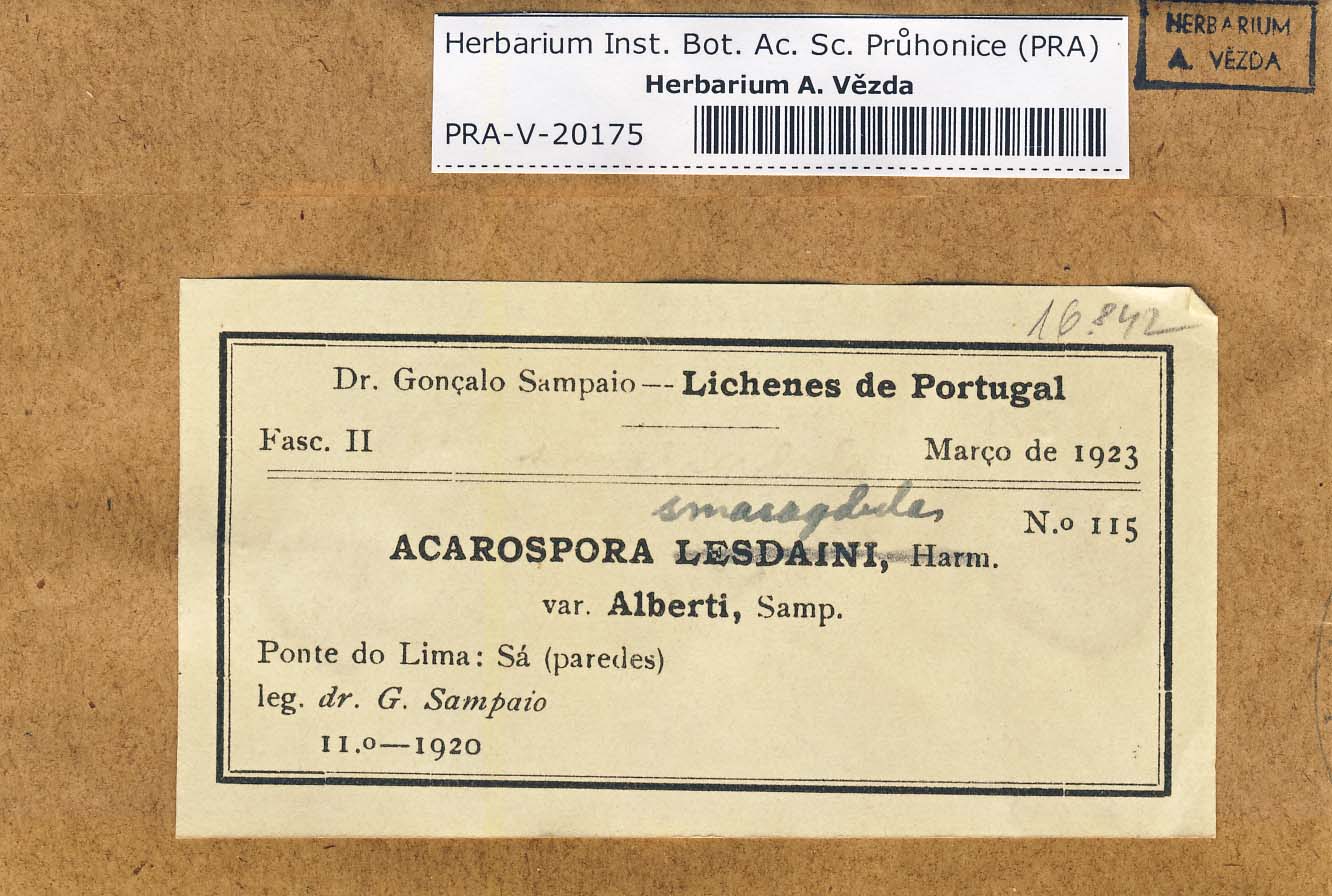 Herbarium Inst. Bot. Ac. Sc. Průhonice (PRA)
Herbarium A. Vězda
PRA-V-20175
HERBARIUM
A. VĚZDA
16.842
Dr. Gonçalo Sampaio — Lichenes de Portugal
Fasc. II
Março de 1923
smaragdula
N.o 115
ACAROSPORA LESDAINI, Harm.
var. Alberti, Samp.
Ponte do Lima: Sá (paredes)
leg. dr. G. Sampaio
11.o—1920